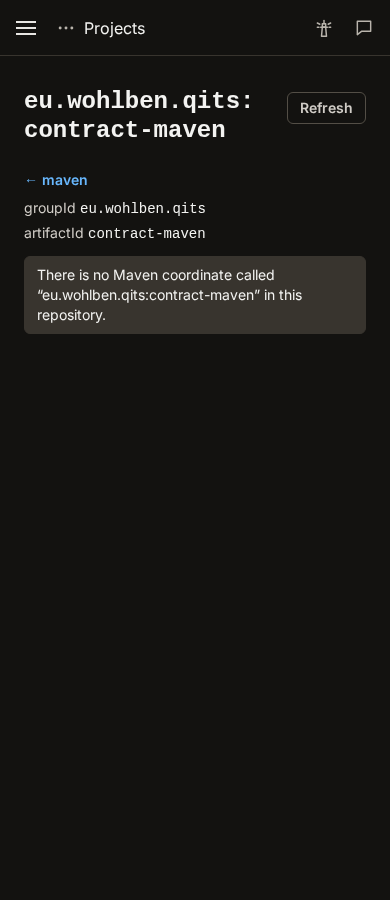 Projects
eu.wohlben.qits:
contract-maven
Refresh
← maven
groupId eu.wohlben.qits
artifactId contract-maven
There is no Maven coordinate called
“eu.wohlben.qits:contract-maven” in this
repository.